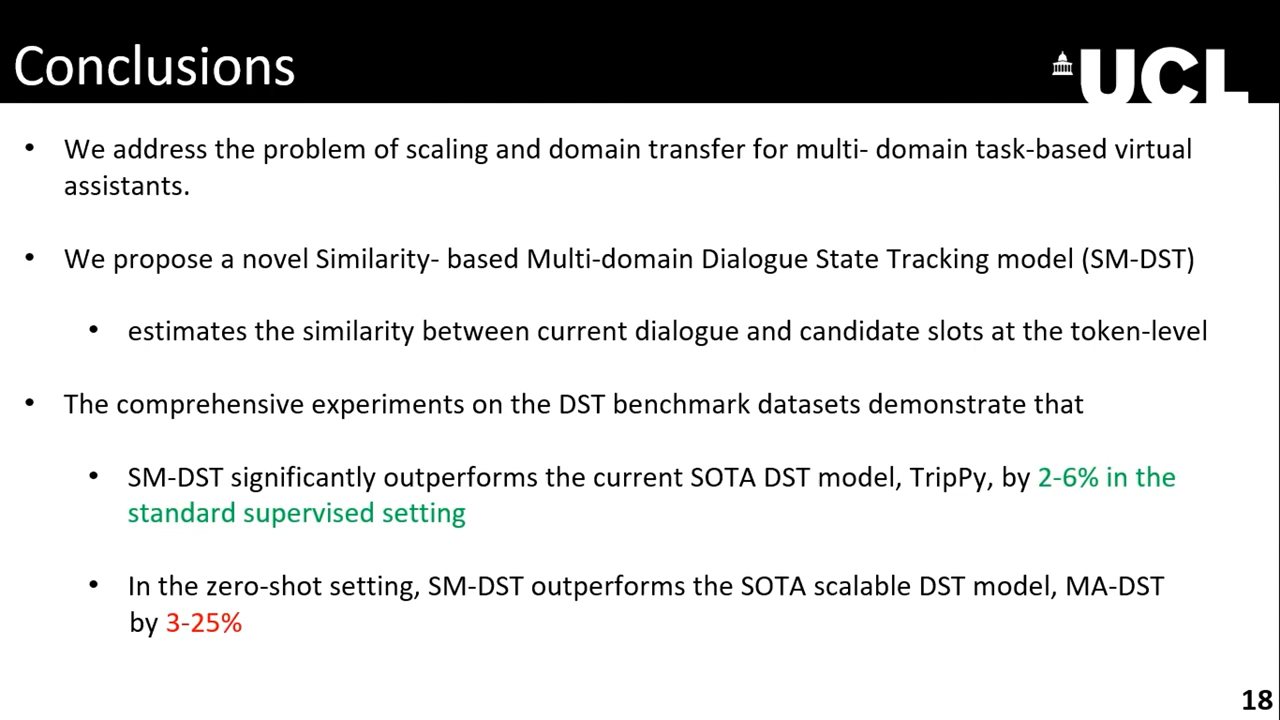 Conclusions
UCL
• We address the problem of scaling and domain transfer for multi- domain task-based virtual
assistants.
• We propose a novel Similarity- based Multi-domain Dialogue State Tracking model (SM-DST)
• estimates the similarity between current dialogue and candidate slots at the token-level
• The comprehensive experiments on the DST benchmark datasets demonstrate that
• SM-DST significantly outperforms the current SOTA DST model, TripPy, by 2-6% in the
standard supervised setting
• In the zero-shot setting, SM-DST outperforms the SOTA scalable DST model, MA-DST
by 3-25%
18